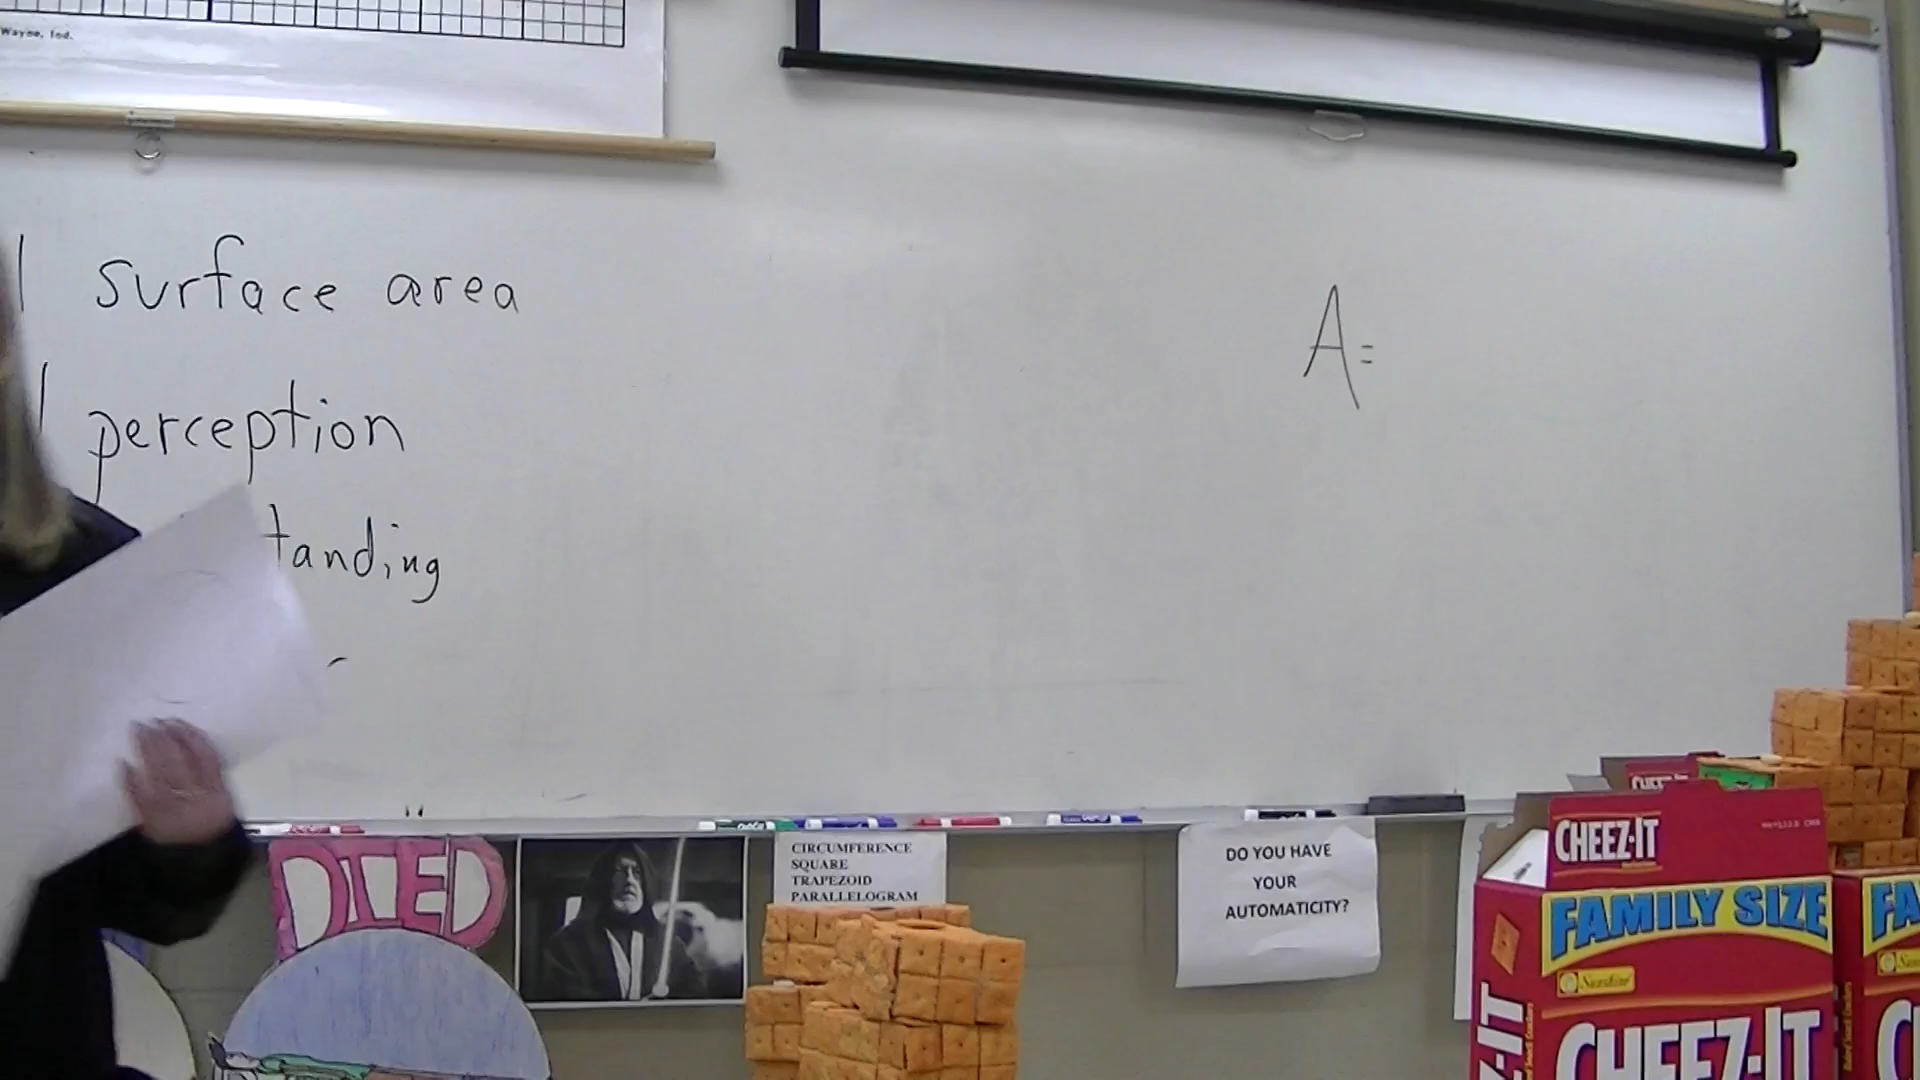 Wayne, Ind.
surface area
A=
perception
tanding
DIED
CIRCUMFERENCE
SQUARE
TRAPEZOID
PARALLELOGRAM
DO YOU HAVE
YOUR
AUTOMATICITY?
CHEEZ-IT
FAMILY SIZE
Sunshine
CHEEZ-IT
FA